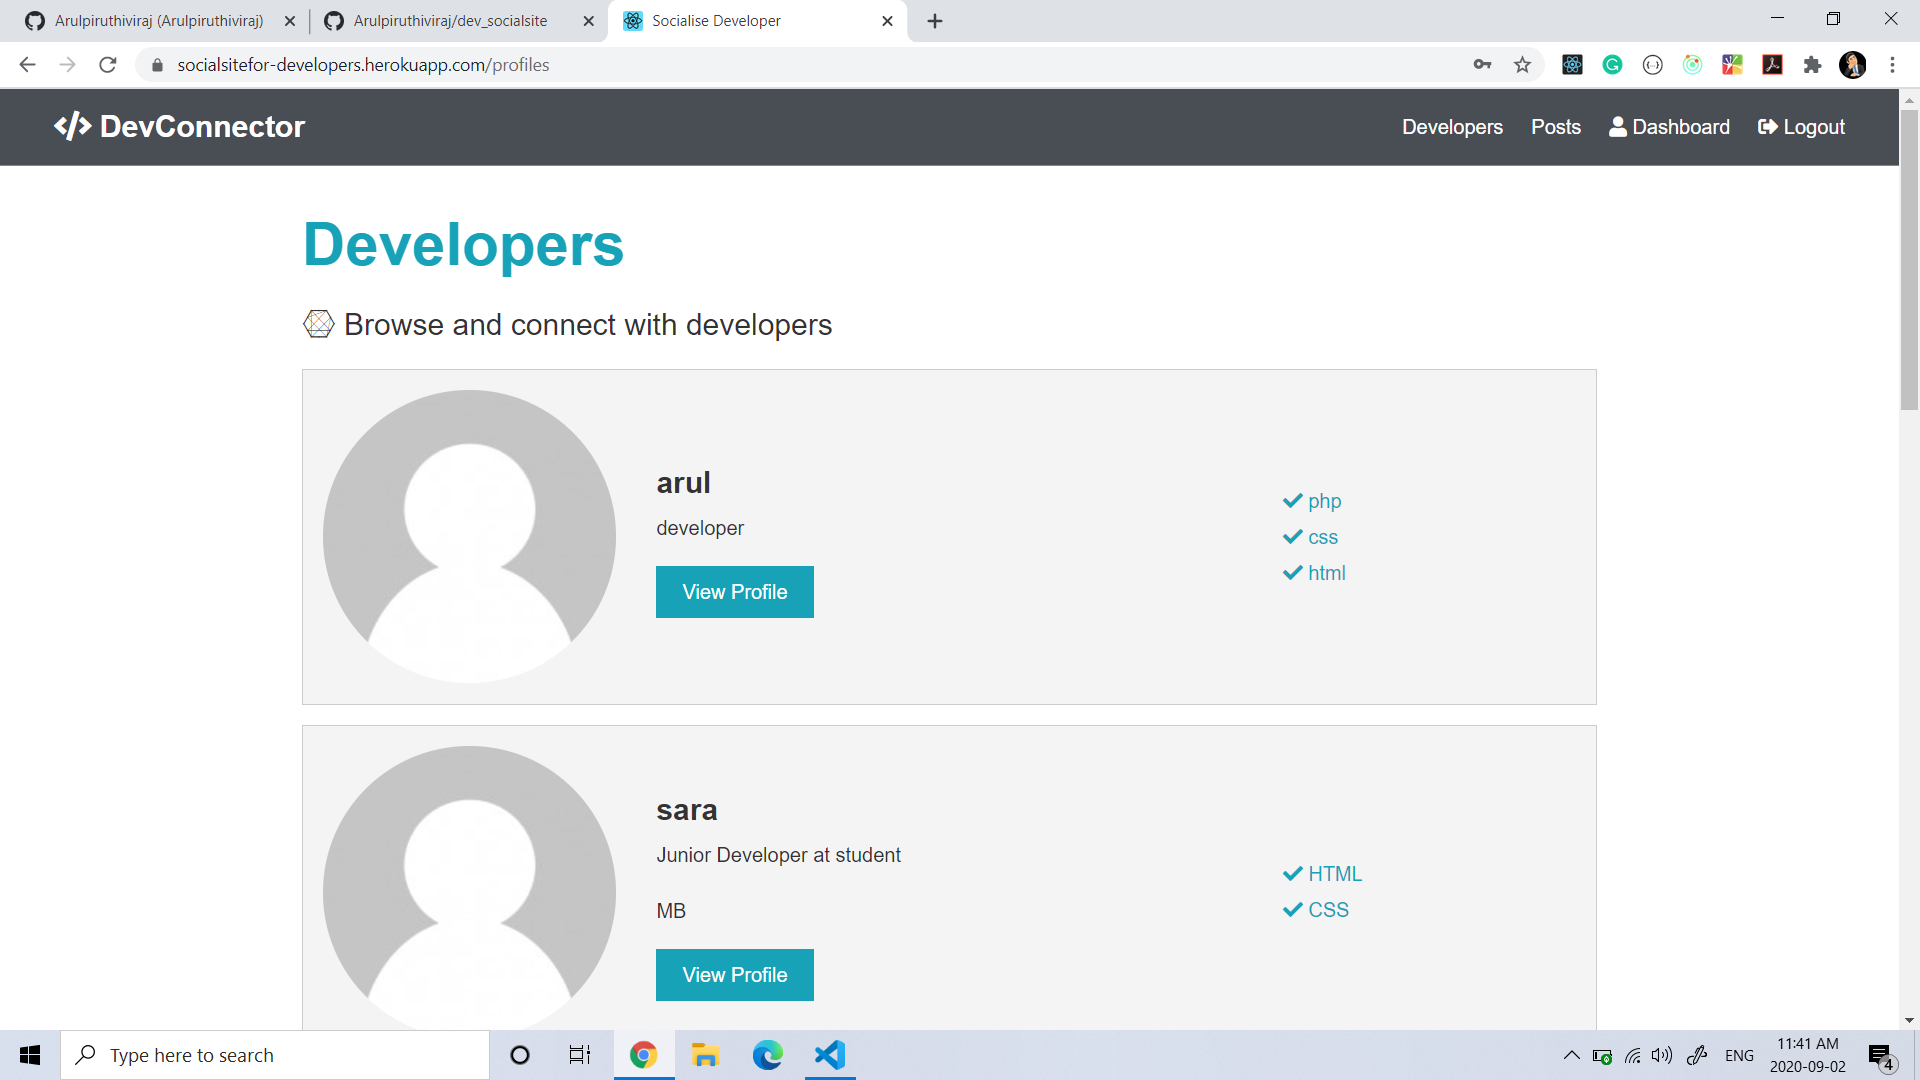 Arulpiruthiviraj (Arulpiruthiviraj)
Arulpiruthiviraj/dev_socialsite
Socialise Developer
socialsitefor-developers.herokuapp.com/profiles
DevConnector
Developers
Posts
Dashboard
Logout
Developers
Browse and connect with developers
arul
developer
View Profile
php
css
html
sara
Junior Developer at student
MB
View Profile
HTML
CSS
Type here to search
ENG
11:41 AM
2020-09-02
4